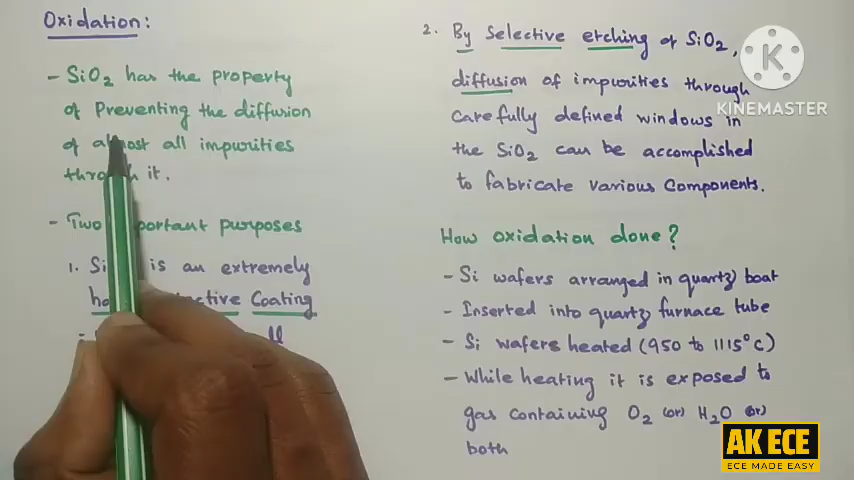 Oxidation:
- SiO2 has the property
of Preventing the diffusion
of almost all impurities
through it.
- Two important purposes
1. Si is an extremely
Coating
2. By Selective etching of SiO2,
diffusion of impurities through
carefully defined windows in
the SiO2 can be accomplished
to fabricate various Components.
How oxidation done?
- Si wafers arranged in quartz boat
- Inserted into quartz furnace tube
- Si wafers heated (950 to 1115°C)
- While heating it is exposed to
gas containing O2 (or) H2O (or)
both
KINEMASTER
AK ECE
ECE MADE EASY